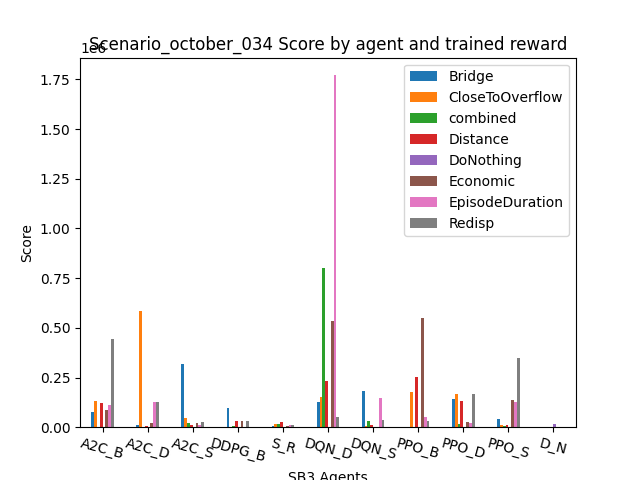 Scenario_october_034 Score by agent and trained reward
1e6
1.75
1.50
1.25
1.00
0.75
0.50
0.25
0.00
Score
Bridge
CloseToOverflow
combined
Distance
DoNothing
Economic
EpisodeDuration
Redisp
A2C_B
A2C_D
A2C_S
DDPG_B
S_R
DQN_D
DQN_S
PPO_B
PPO_D
PPO_S
D_N
SB3 Agents